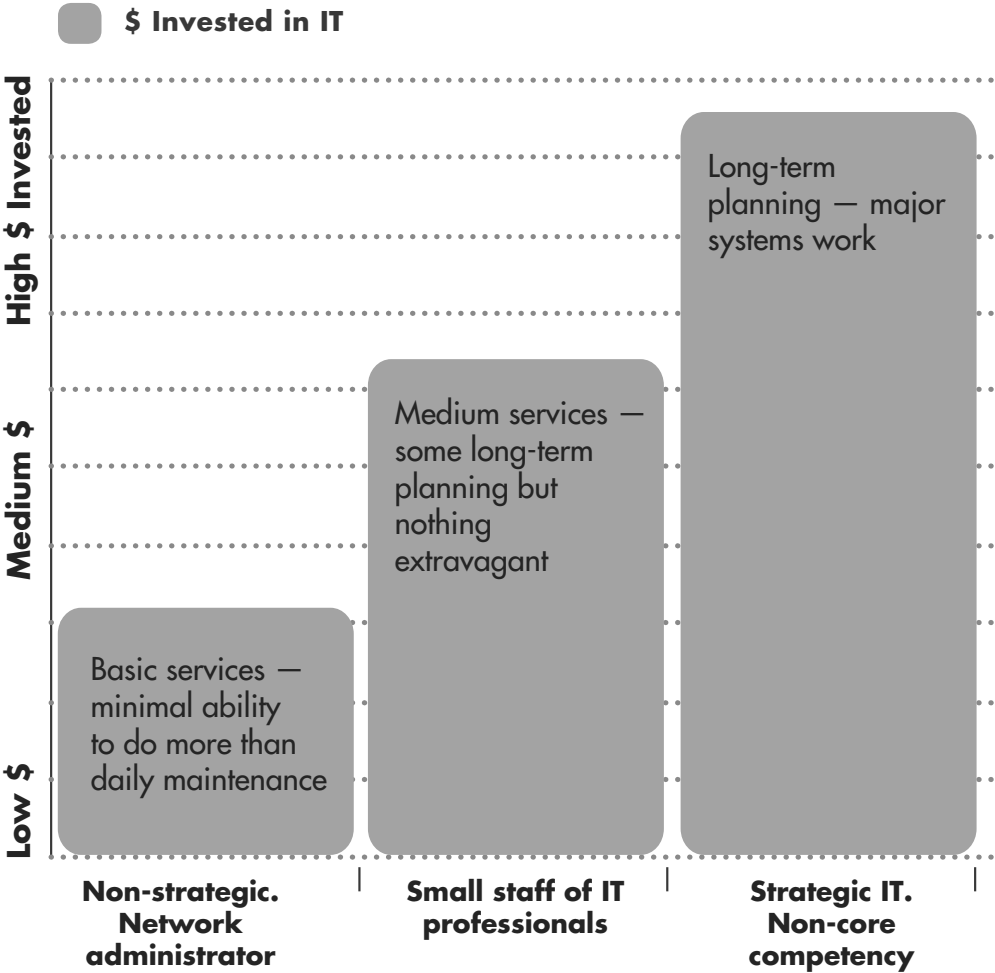 $ Invested in IT
High $ Invested
Medium $
Low $
Long-term
planning — major
systems work
Medium services —
some long-term
planning but
nothing
extravagant
Basic services —
minimal ability
to do more than
daily maintenance
Non-strategic.
Network
administrator
Small staff of IT
professionals
Strategic IT.
Non-core
competency